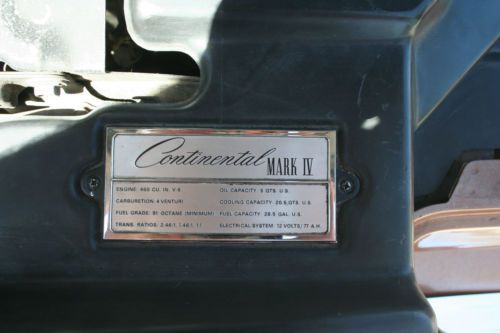 Continental MARK IV
ENGINE: 460 CU. IN. V-8 OIL CAPACITY: 5 QTS. U.S.
CARBURETION: 4 VENTURI COOLING CAPACITY: 20.5 QTS. U.S.
FUEL GRADE: 91 OCTANE (MINIMUM) FUEL CAPACITY: 26.5 GAL. U.S.
TRANS. RATIOS: 2.46:1, 1.46:1, 1:1 ELECTRICAL SYSTEM: 12 VOLTS/77 A.H.